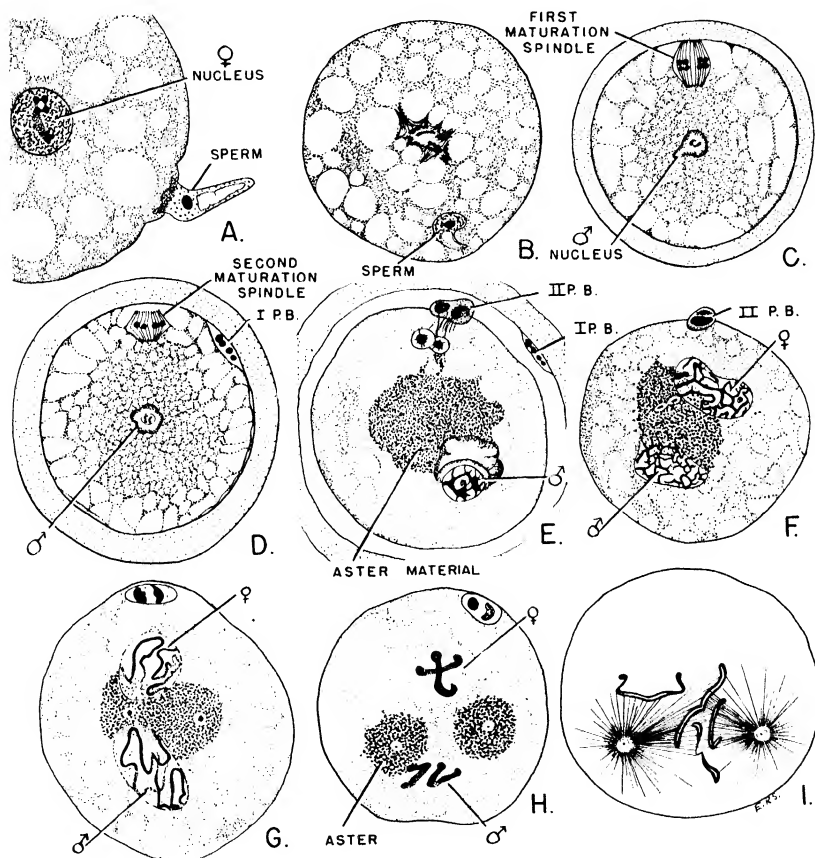 ♀
NUCLEUS
SPERM
A.
SPERM
B.
FIRST
MATURATION
SPINDLE
♂
NUCLEUS
C.
SECOND
MATURATION
SPINDLE
I P.B.
♂
D.
II P.B.
I P.B.
♂
E.
ASTER MATERIAL
II P.B.
♀
♂
F.
♀
♂
G.
♀
ASTER
♂
H.
I.